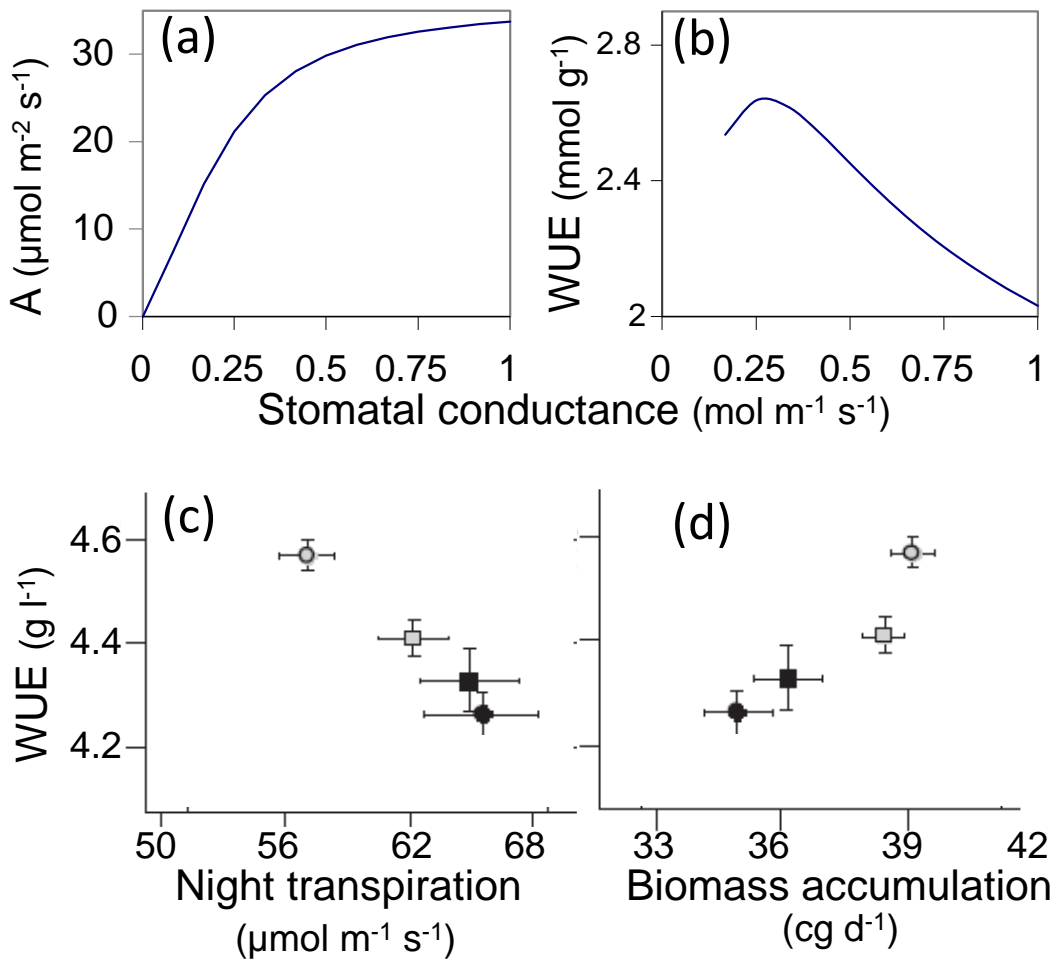 (a)
A (µmol m⁻² s⁻¹)
30
20
10
0
0 0.25 0.5 0.75 1
(b)
WUE (mmol g⁻¹)
2.8
2.4
2
0 0.25 0.5 0.75 1
Stomatal conductance (mol m⁻¹ s⁻¹)
(c)
WUE (g l⁻¹)
4.6
4.4
4.2
50 56 62 68
Night transpiration
(µmol m⁻¹ s⁻¹)
(d)
33 36 39 42
Biomass accumulation
(cg d⁻¹)